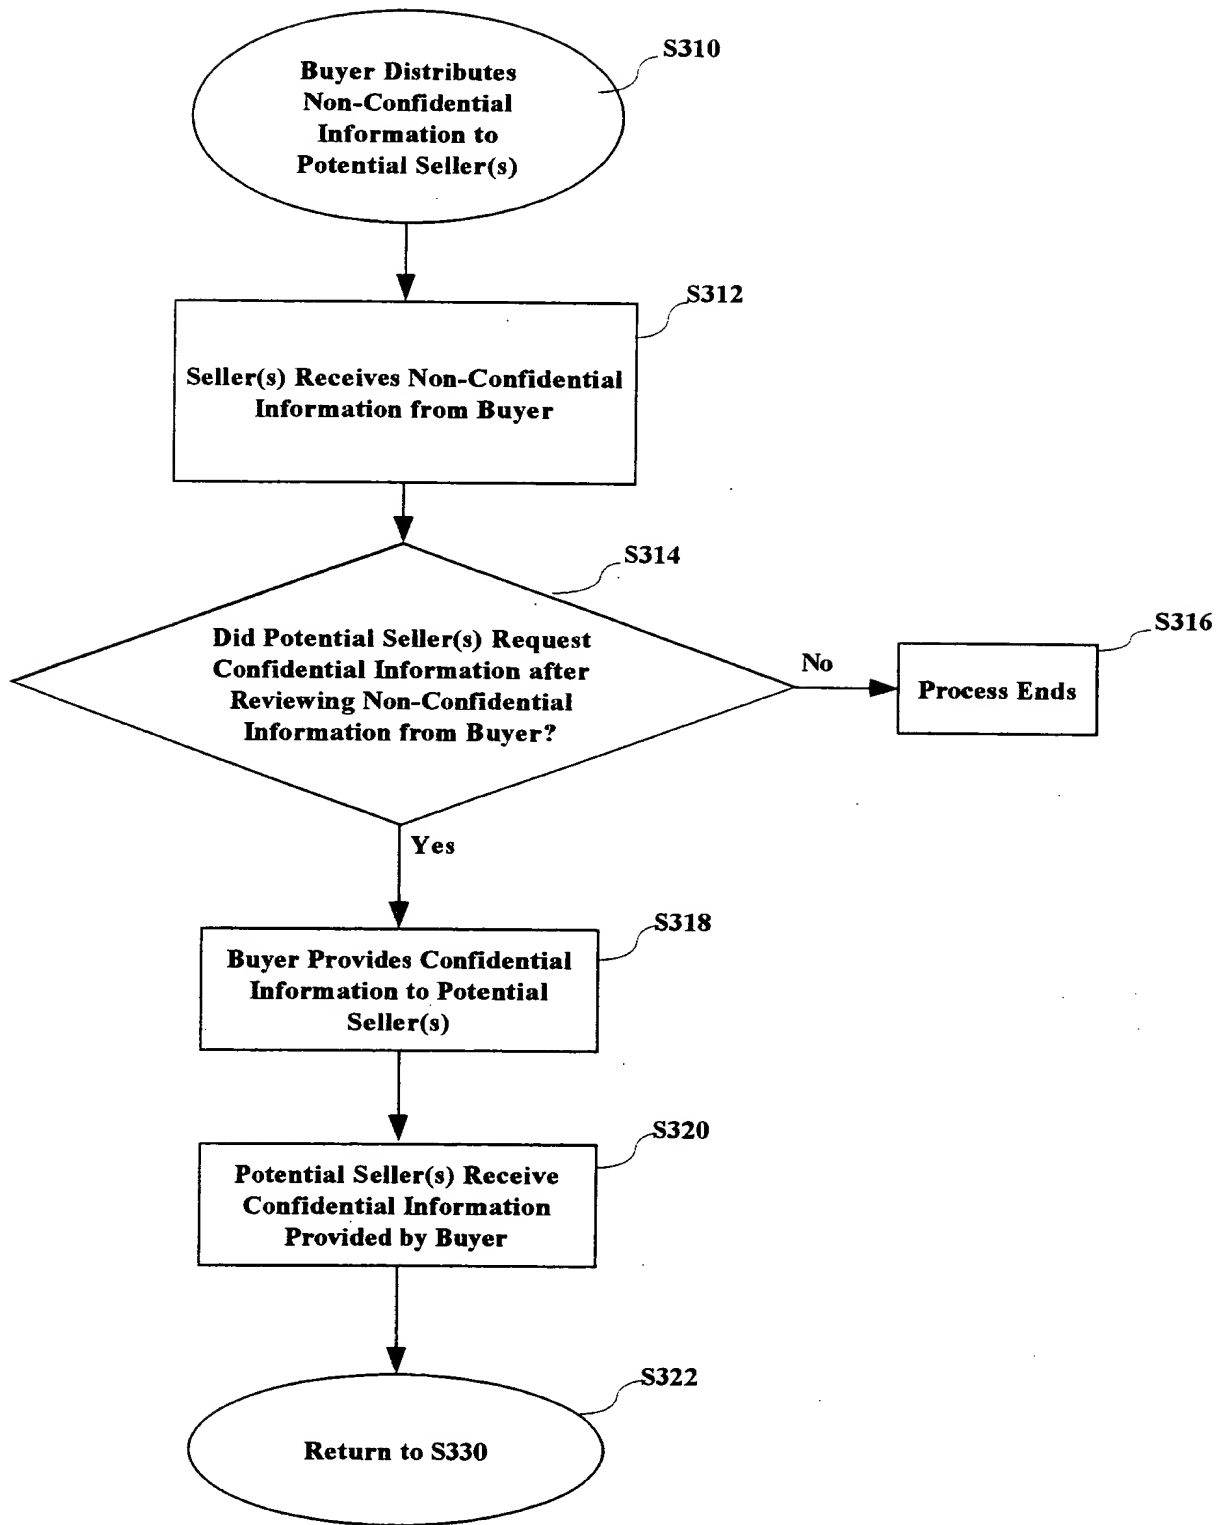 S310
Buyer Distributes
Non-Confidential
Information to
Potential Seller(s)
S312
Seller(s) Receives Non-Confidential
Information from Buyer
S314
Did Potential Seller(s) Request
Confidential Information after
Reviewing Non-Confidential
Information from Buyer?
No
S316
Process Ends
Yes
S318
Buyer Provides Confidential
Information to Potential
Seller(s)
S320
Potential Seller(s) Receive
Confidential Information
Provided by Buyer
S322
Return to S330